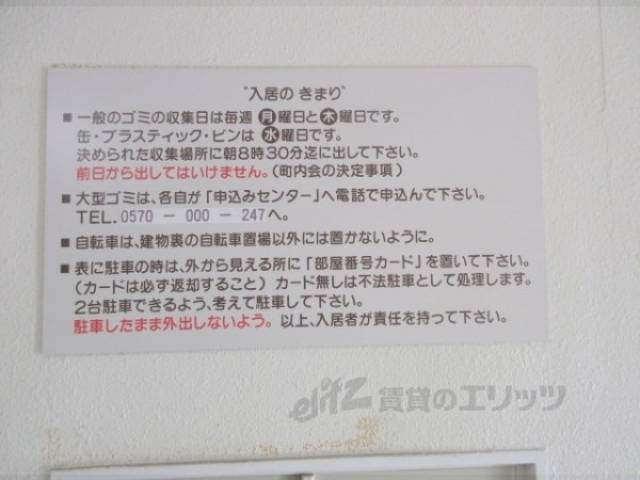 "入居の きまり"
■ 一般のゴミの収集日は毎週 月曜日と木曜日です。
缶・プラスティック・ビンは 水曜日です。
決められた収集場所に朝8時30分迄に出して下さい。
前日から出してはいけません。(町内会の決定事項)
■ 大型ゴミは、各自が「申込みセンター」へ電話で申込んで下さい。
TEL.0570 － 000 － 247へ。
■ 自転車は、建物裏の自転車置場以外には置かないように。
■ 表に駐車の時は、外から見える所に「部屋番号カード」を置いて下さい。
(カードは必ず返却すること) カード無しは不法駐車として処理します。
2台駐車できるよう、考えて駐車して下さい。
駐車したまま外出しないよう。 以上、入居者が責任を持って下さい。
elitz 賃貸のエリッツ